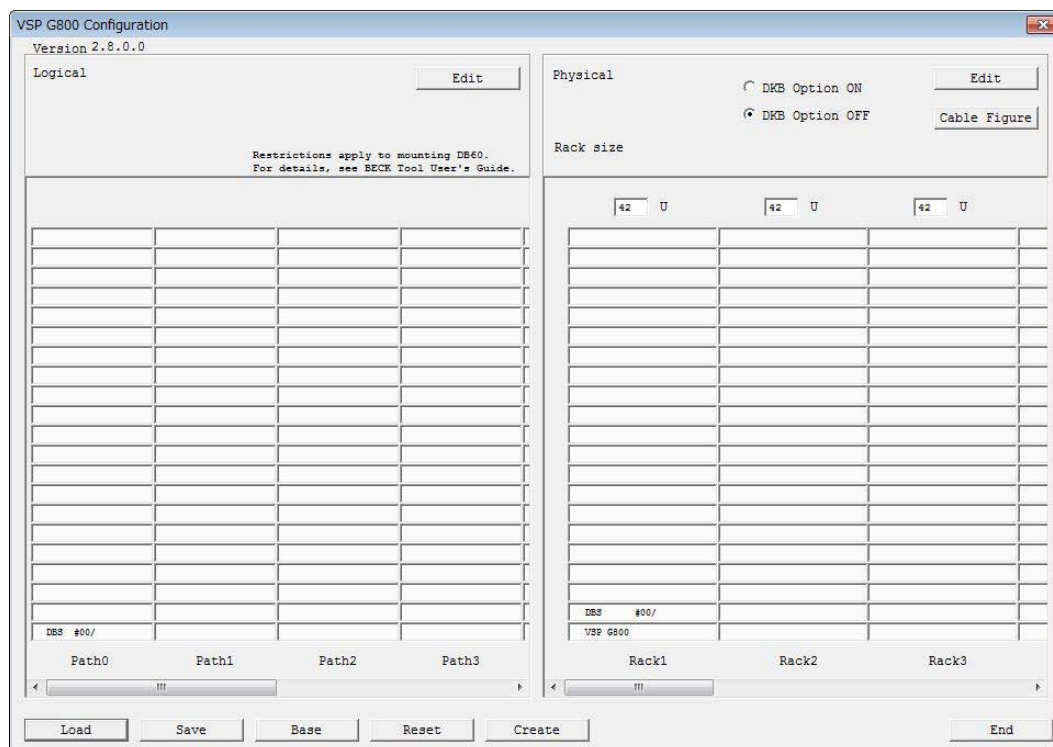 VSP G800 Configuration
Version 2.8.0.0
Logical
Edit
Restrictions apply to mounting DB60.
For details, see BECK Tool User's Guide.
DBS #00/
Path0 Path1 Path2 Path3
Physical
DKB Option ON
DKB Option OFF
Edit
Cable Figure
Rack size
42 U 42 U 42 U
DBS #00/
VSP G800
Rack1 Rack2 Rack3
Load Save Base Reset Create End